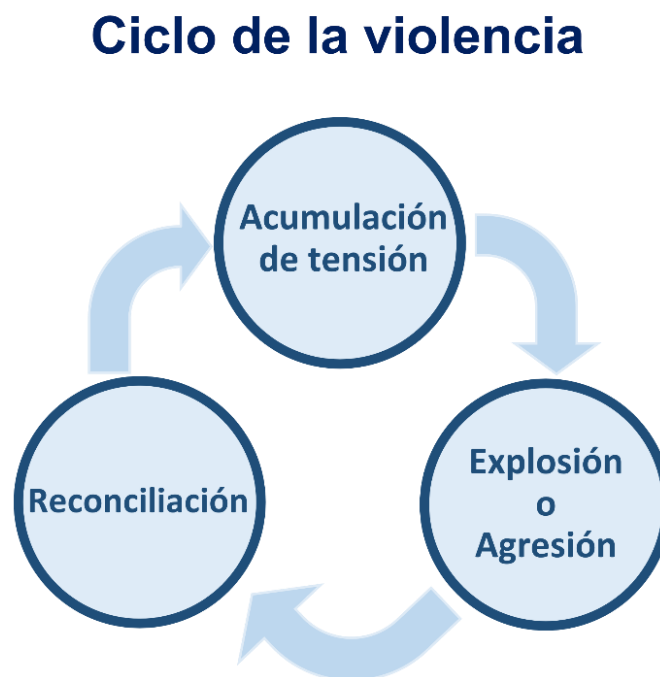 Ciclo de la violencia
Acumulación
de tensión
Explosión
o
Agresión
Reconciliación